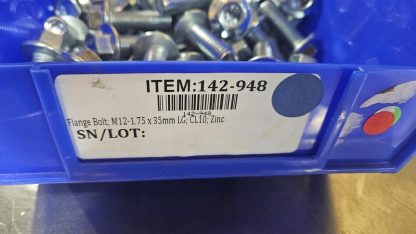 ITEM:142-948
142-948
Flange Bolt; M12-1.75 x 35mm LG; CL10; Zinc
SN/LOT: